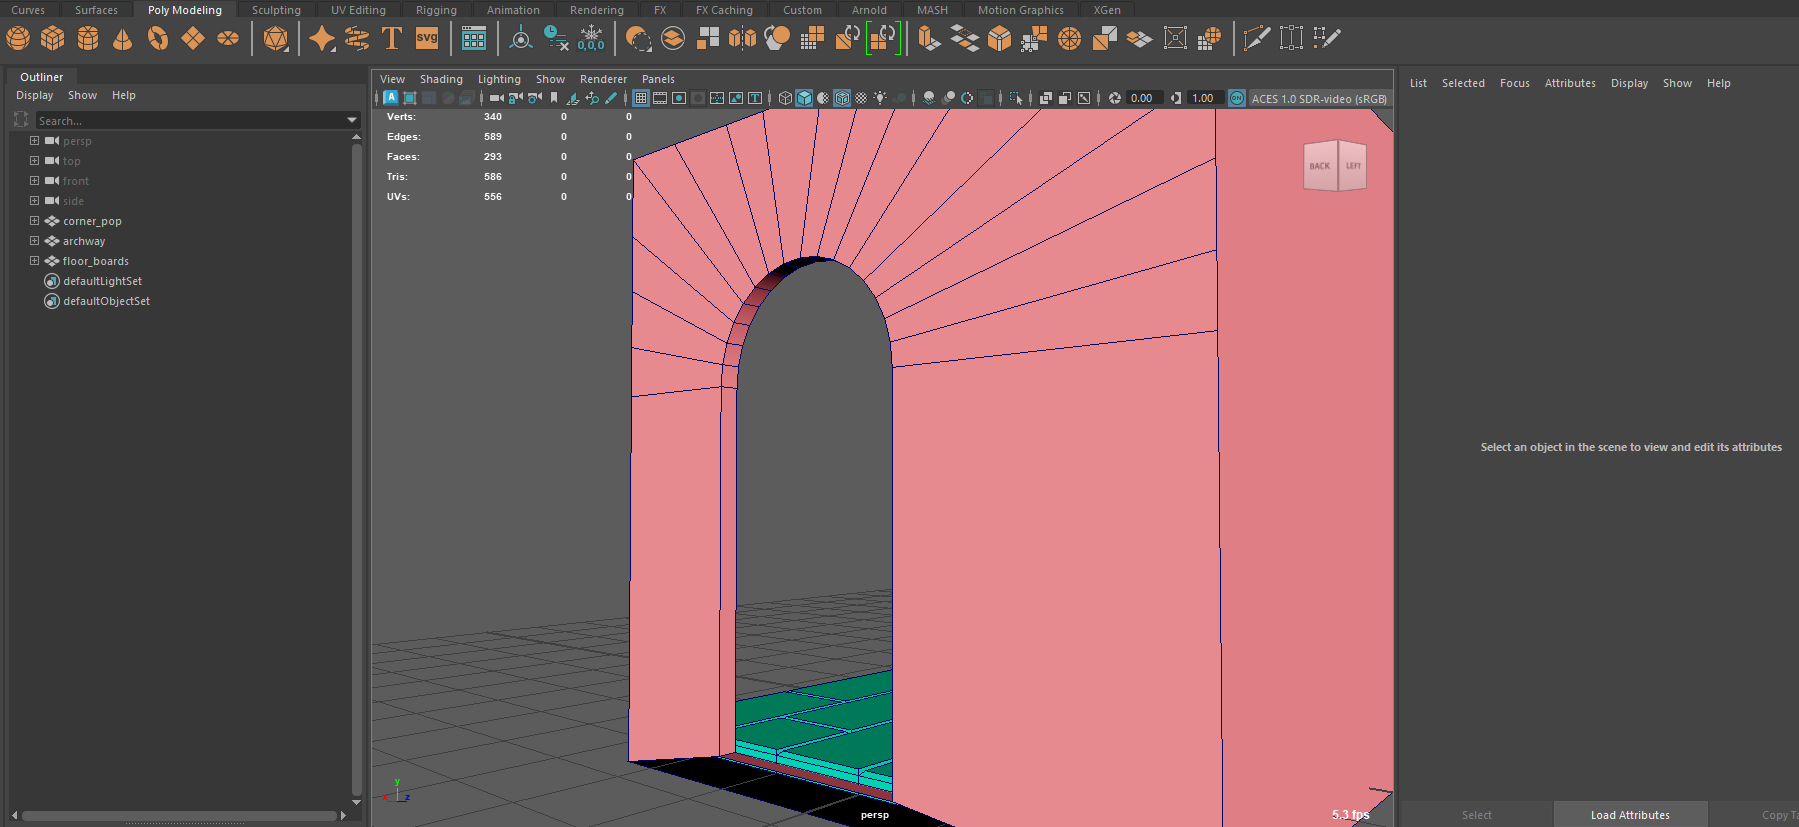 Curves Surfaces Poly Modeling Sculpting UV Editing Rigging Animation Rendering FX FX Caching Custom Arnold MASH Motion Graphics XGen
T svg 0,0,0
Outliner
Display Show Help
Search...
persp
top
front
side
corner_pop
archway
floor_boards
defaultLightSet
defaultObjectSet
View Shading Lighting Show Renderer Panels
A 0.00 1.00 ON ACES 1.0 SDR-video (sRGB)
Verts: 340 0 0
Edges: 589 0 0
Faces: 293 0 0
Tris: 586 0 0
UVs: 556 0 0
BACK LEFT
y
x z
persp
5.3 fps
List Selected Focus Attributes Display Show Help
Select an object in the scene to view and edit its attributes
Select Load Attributes Copy